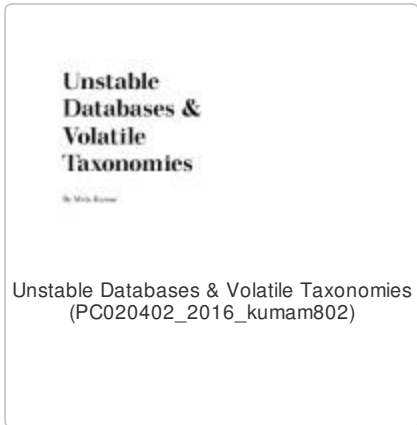 Unstable
Databases &
Volatile
Taxonomies
Unstable Databases & Volatile Taxonomies
(PC020402_2016_kumam802)